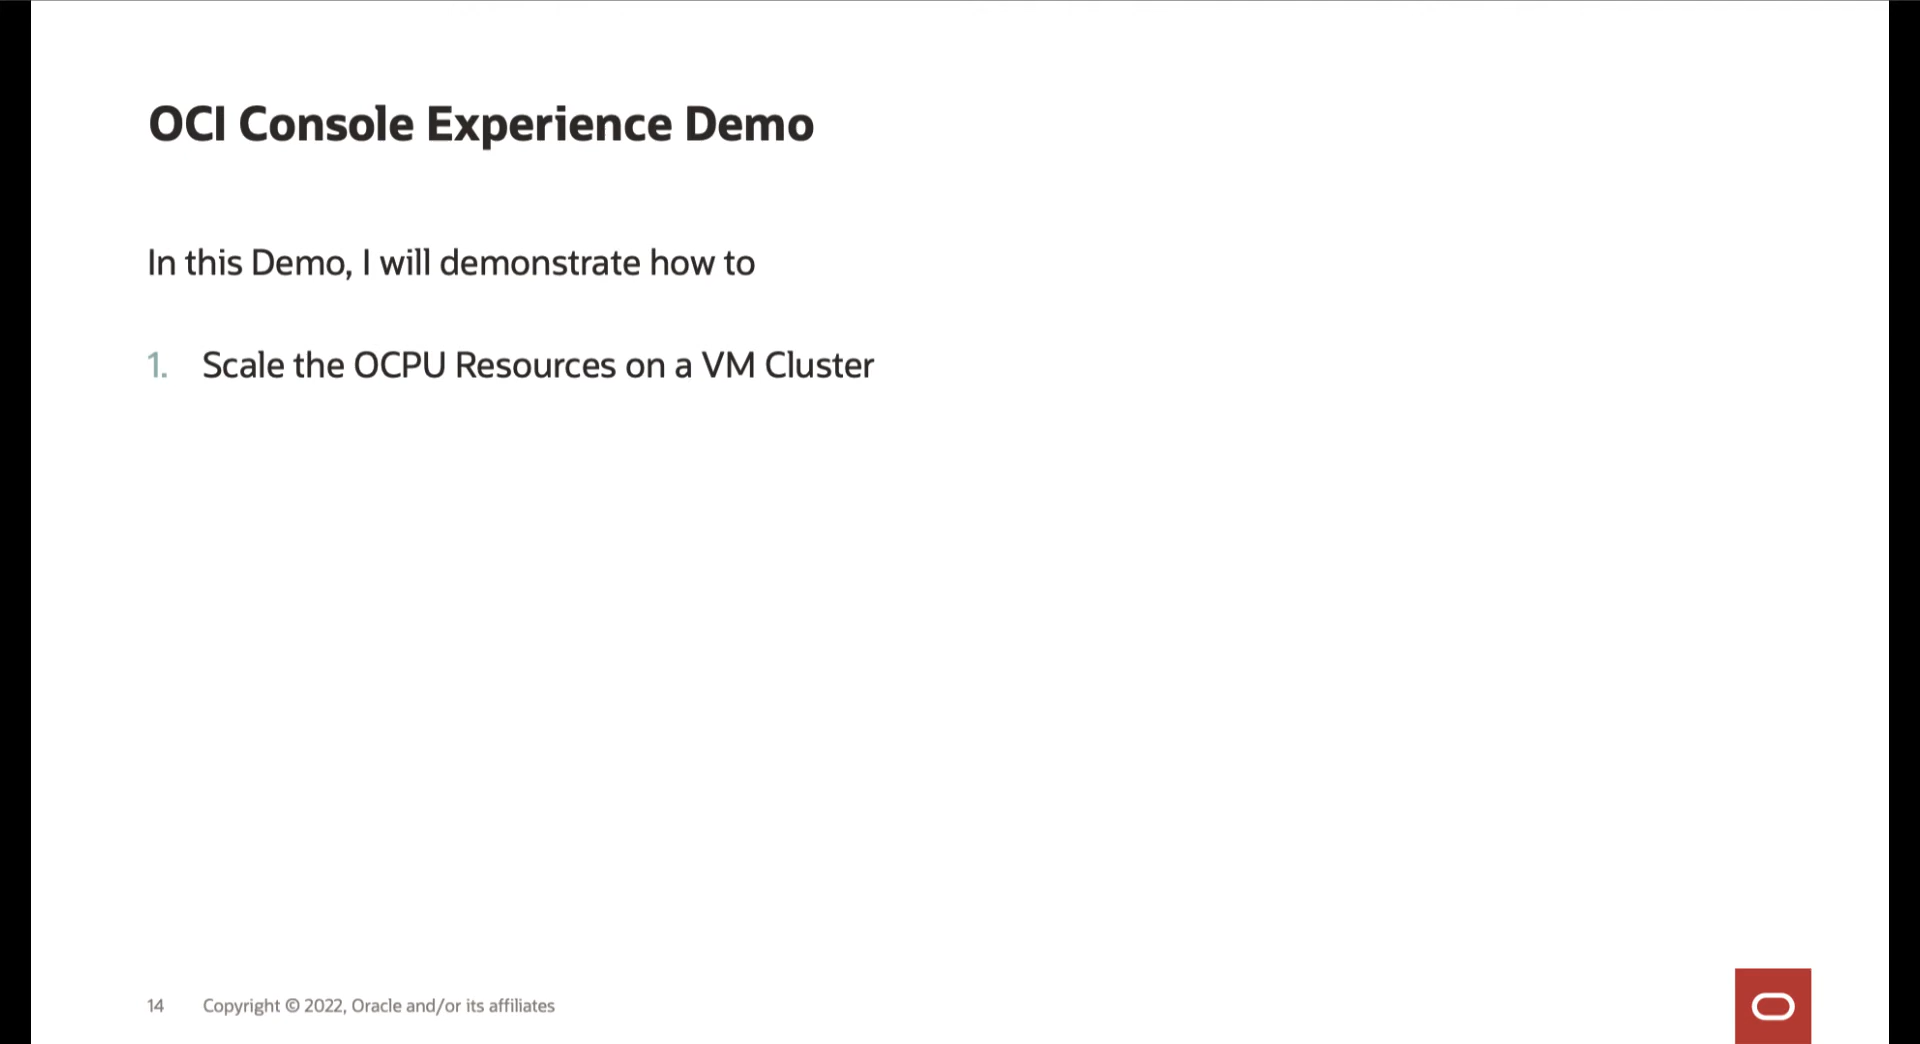 OCI Console Experience Demo
In this Demo, I will demonstrate how to
1. Scale the OCPU Resources on a VM Cluster
14 Copyright © 2022, Oracle and/or its affiliates